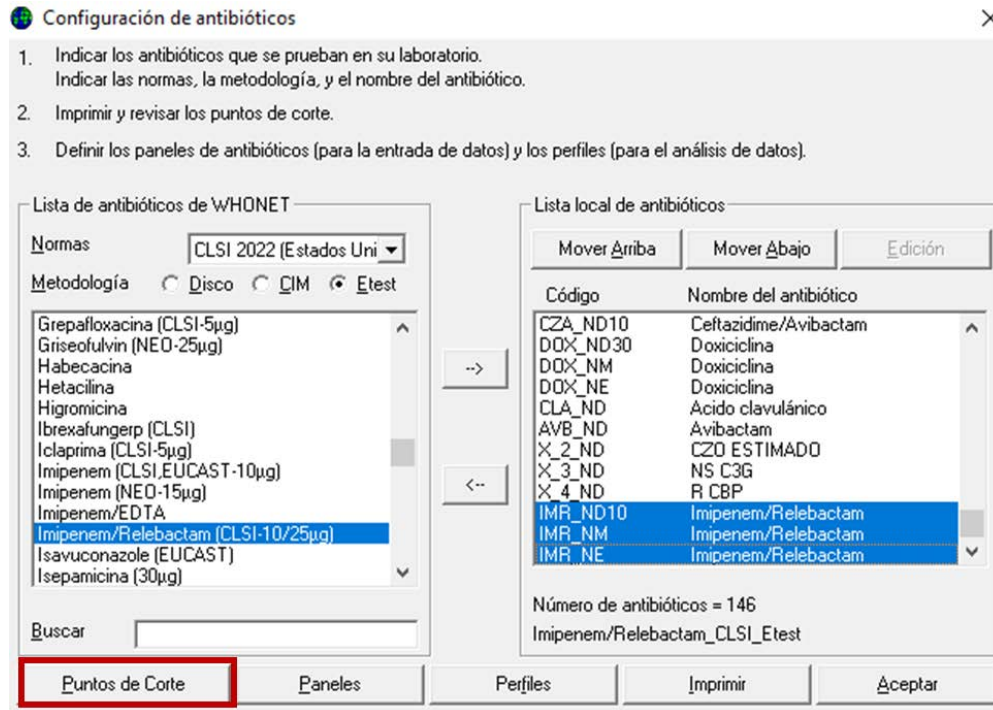 Configuración de antibióticos
1. Indicar los antibióticos que se prueban en su laboratorio.
Indicar las normas, la metodología, y el nombre del antibiótico.
2. Imprimir y revisar los puntos de corte.
3. Definir los paneles de antibióticos (para la entrada de datos) y los perfiles (para el análisis de datos).
Lista de antibióticos de WHONET
Normas
CLSI 2022 (Estados Uni
Metodología Disco CIM Etest
Grepafloxacina (CLSI-5µg)
Griseofulvin (NEO-25µg)
Habecacina
Hetacilina
Higromicina
Ibrexafungerp (CLSI)
Iclaprima (CLSI-5µg)
Imipenem (CLSI,EUCAST-10µg)
Imipenem (NEO-15µg)
Imipenem/EDTA
Imipenem/Relebactam (CLSI-10/25µg)
Isavuconazole (EUCAST)
Isepamicina (30µg)
Buscar
-->
<--
Lista local de antibióticos
Mover Arriba Mover Abajo Edición
Código Nombre del antibiótico
CZA_ND10 Ceftazidime/Avibactam
DOX_ND30 Doxiciclina
DOX_NM Doxiciclina
DOX_NE Doxiciclina
CLA_ND Acido clavulánico
AVB_ND Avibactam
X_2_ND CZO ESTIMADO
X_3_ND NS C3G
X_4_ND R CBP
IMR_ND10 Imipenem/Relebactam
IMR_NM Imipenem/Relebactam
IMR_NE Imipenem/Relebactam
Número de antibióticos = 146
Imipenem/Relebactam_CLSI_Etest
Puntos de Corte Paneles Perfiles Imprimir Aceptar